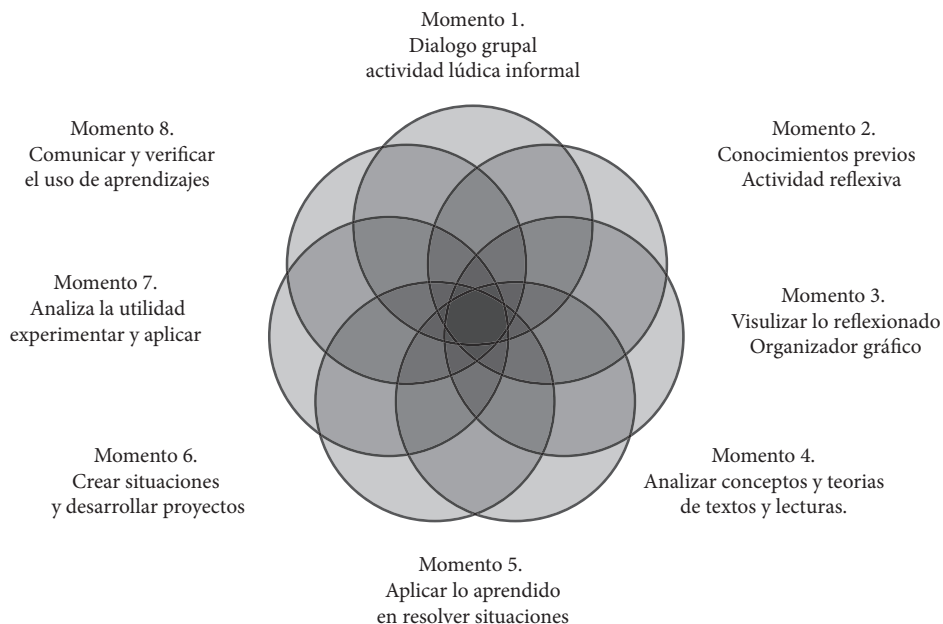 Momento 1.
Dialogo grupal
actividad lúdica informal
Momento 2.
Conocimientos previos
Actividad reflexiva
Momento 3.
Visulizar lo reflexionado
Organizador gráfico
Momento 4.
Analizar conceptos y teorias
de textos y lecturas.
Momento 5.
Aplicar lo aprendido
en resolver situaciones
Momento 6.
Crear situaciones
y desarrollar proyectos
Momento 7.
Analiza la utilidad
experimentar y aplicar
Momento 8.
Comunicar y verificar
el uso de aprendizajes